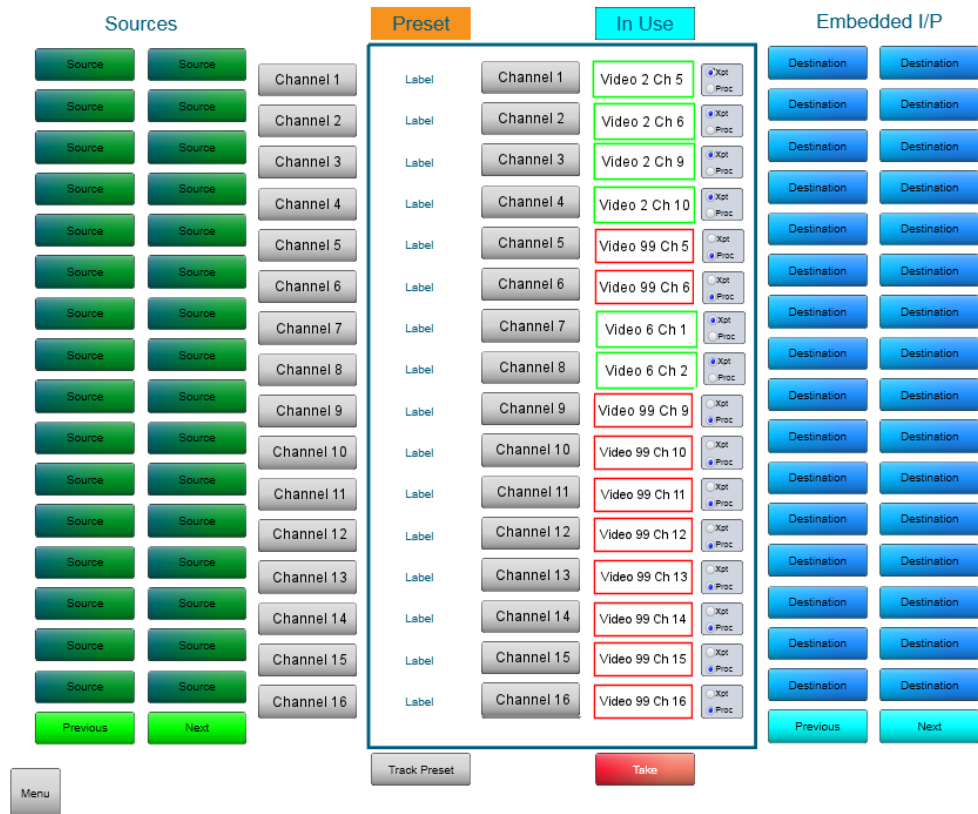 Sources Preset In Use Embedded I/P
Source Source Channel 1 Label Channel 1 Video 2 Ch 5 Xpt Proc Destination Destination
Source Source Channel 2 Label Channel 2 Video 2 Ch 6 Xpt Proc Destination Destination
Source Source Channel 3 Label Channel 3 Video 2 Ch 9 Xpt Proc Destination Destination
Source Source Channel 4 Label Channel 4 Video 2 Ch 10 Xpt Proc Destination Destination
Source Source Channel 5 Label Channel 5 Video 99 Ch 5 Xpt Proc Destination Destination
Source Source Channel 6 Label Channel 6 Video 99 Ch 6 Xpt Proc Destination Destination
Source Source Channel 7 Label Channel 7 Video 6 Ch 1 Xpt Proc Destination Destination
Source Source Channel 8 Label Channel 8 Video 6 Ch 2 Xpt Proc Destination Destination
Source Source Channel 9 Label Channel 9 Video 99 Ch 9 Xpt Proc Destination Destination
Source Source Channel 10 Label Channel 10 Video 99 Ch 10 Xpt Proc Destination Destination
Source Source Channel 11 Label Channel 11 Video 99 Ch 11 Xpt Proc Destination Destination
Source Source Channel 12 Label Channel 12 Video 99 Ch 12 Xpt Proc Destination Destination
Source Source Channel 13 Label Channel 13 Video 99 Ch 13 Xpt Proc Destination Destination
Source Source Channel 14 Label Channel 14 Video 99 Ch 14 Xpt Proc Destination Destination
Source Source Channel 15 Label Channel 15 Video 99 Ch 15 Xpt Proc Destination Destination
Source Source Channel 16 Label Channel 16 Video 99 Ch 16 Xpt Proc Destination Destination
Previous Next Previous Next
Track Preset Take
Menu